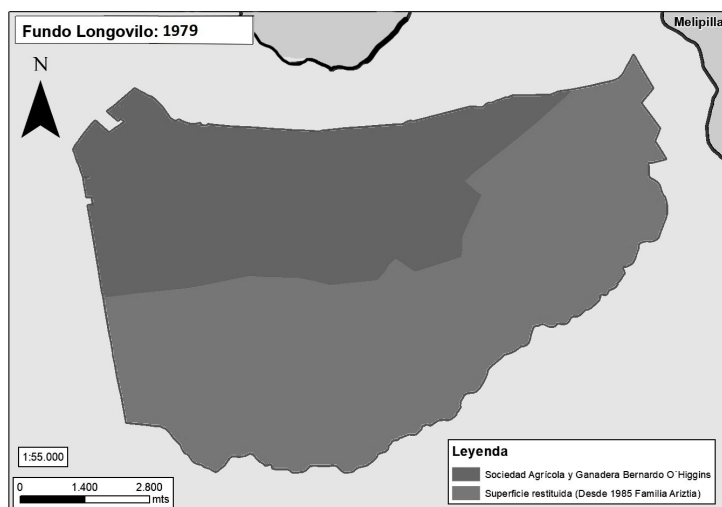 Fundo Longovilo: 1979
Melipilla
N
1:55.000
0 1.400 2.800
mts
Leyenda
Sociedad Agrícola y Ganadera Bernardo O´Higgins
Superficie restituida (Desde 1985 Familia Ariztia)